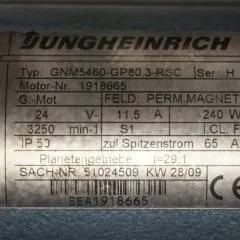 JUNGHEINRICH
Typ: GNM5460-GP80.3-RSC Ser: H
Motor-Nr. 1918665
G.-Mot. FELD: PERM.MAGNET
24 V- 11.5 A 240 W
3250 min-1 S1 I.CL. F
IP 53 zul Spitzenstrom 65 A
Planetengetriebe i=29:1
SACH-NR. 51024509 KW 28/09 CE
EEA1918665